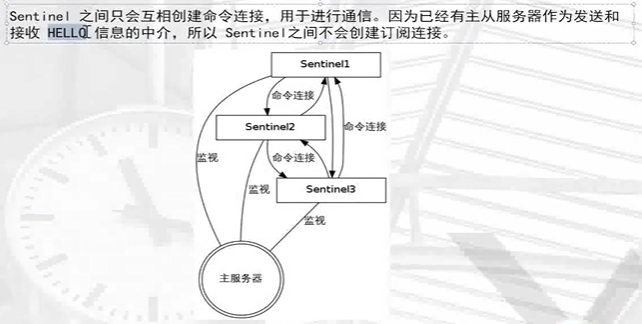 Sentinel 之间只会互相创建命令连接，用于进行通信。因为已经有主从服务器作为发送和
接收 HELLO 信息的中介，所以 Sentinel之间不会创建订阅连接。
Sentinel1
命令连接
Sentinel2
命令连接
监视
命令连接
监视
Sentinel3
监视
主服务器